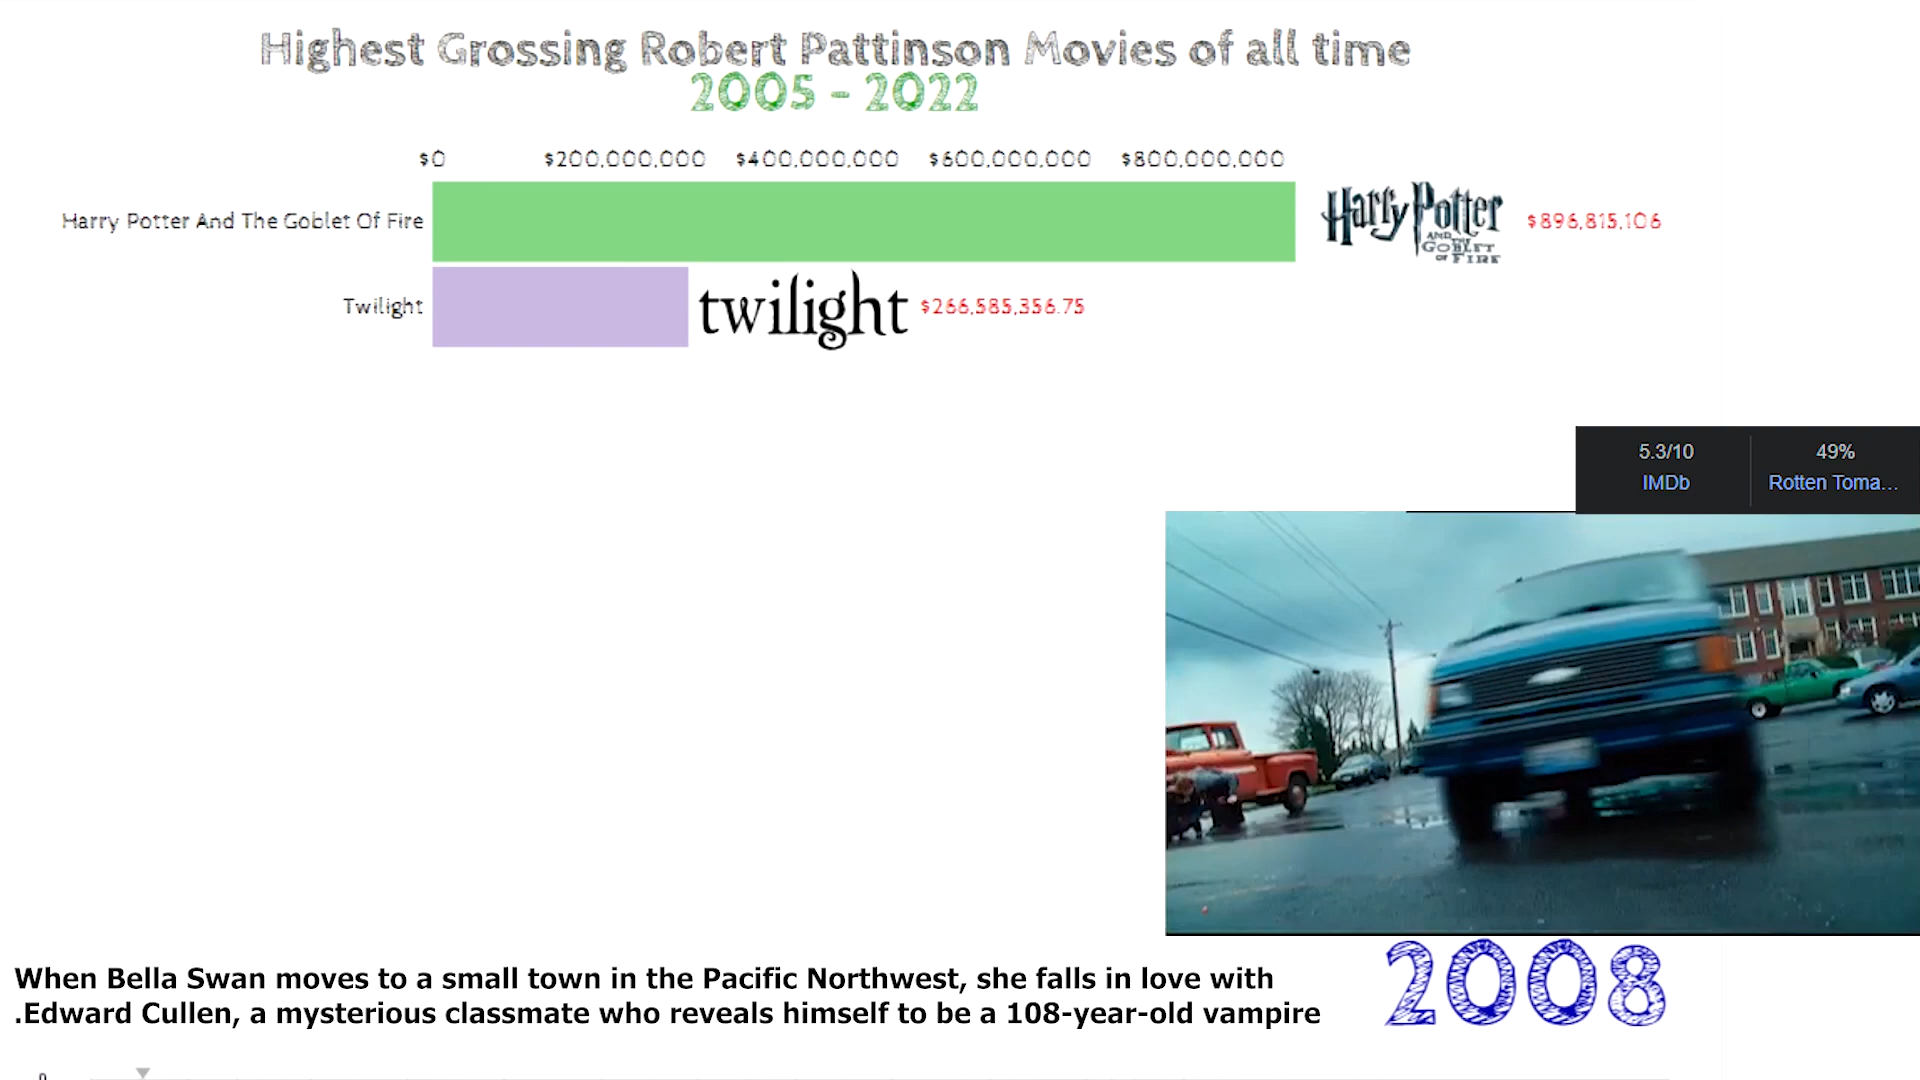 Highest Grossing Robert Pattinson Movies of all time
2005 - 2022
$0 $200,000,000 $400,000,000 $600,000,000 $800,000,000
Harry Potter And The Goblet Of Fire Harry Potter $896,815,106
AND THE
GOBLET
OF FIRE
Twilight twilight $266,585,356.75
5.3/10 49%
IMDb Rotten Toma...
When Bella Swan moves to a small town in the Pacific Northwest, she falls in love with
.Edward Cullen, a mysterious classmate who reveals himself to be a 108-year-old vampire
2008